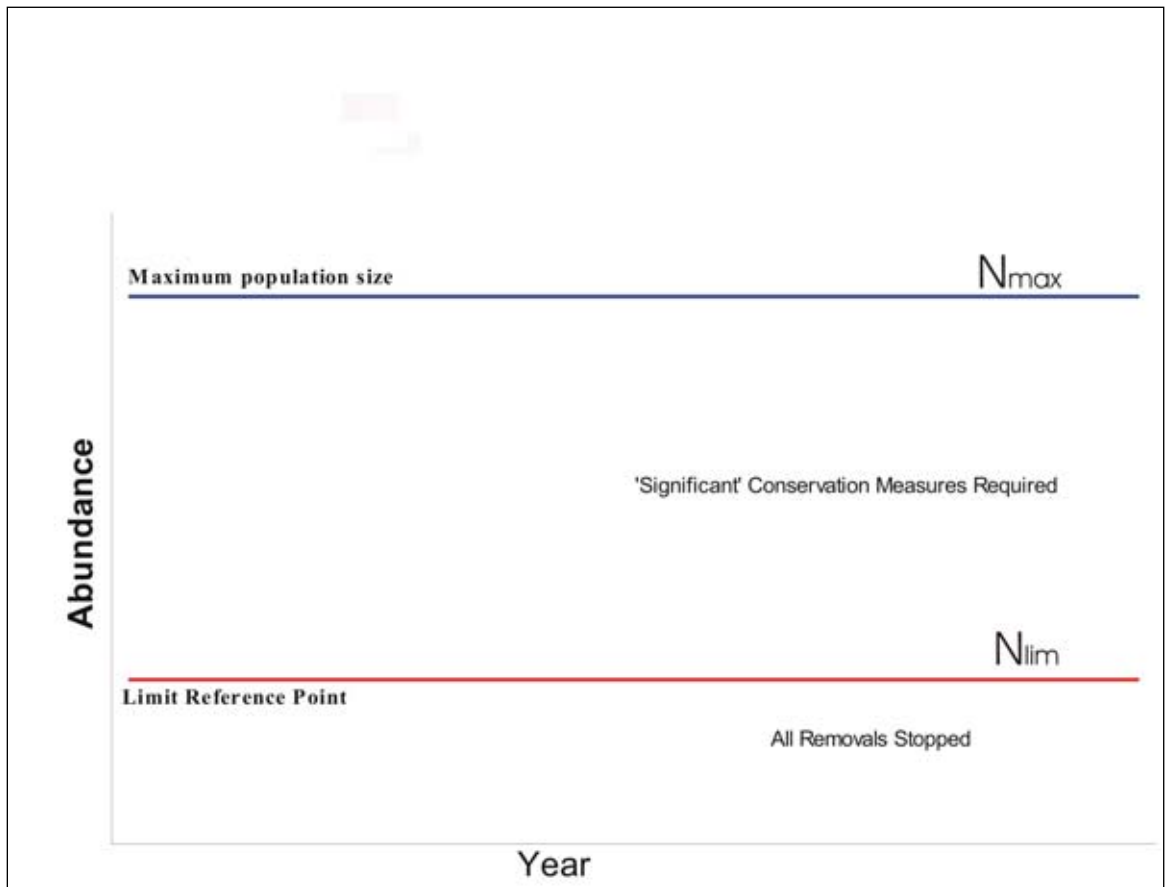 Maximum population size
Nmax
Abundance
'Significant' Conservation Measures Required
Nlim
Limit Reference Point
All Removals Stopped
Year